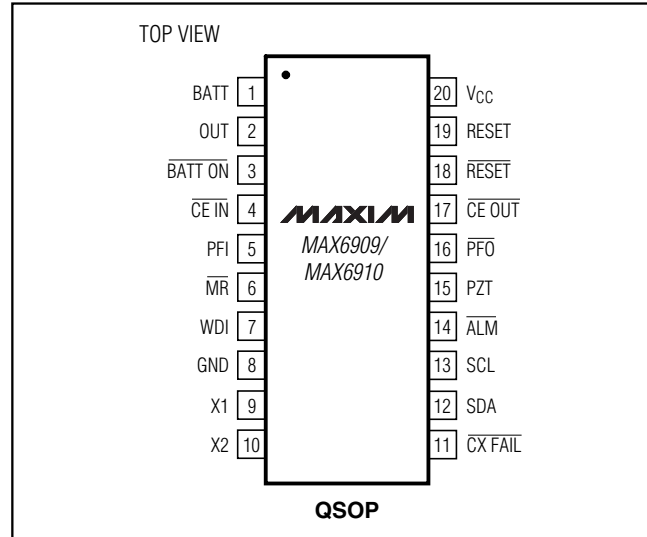 TOP VIEW
BATT 1
OUT 2
BATT ON 3
CE IN 4
PFI 5
MR 6
WDI 7
GND 8
X1 9
X2 10
MAXIM
MAX6909/
MAX6910
20 VCC
19 RESET
18 RESET
17 CE OUT
16 PFO
15 PZT
14 ALM
13 SCL
12 SDA
11 CX FAIL
QSOP